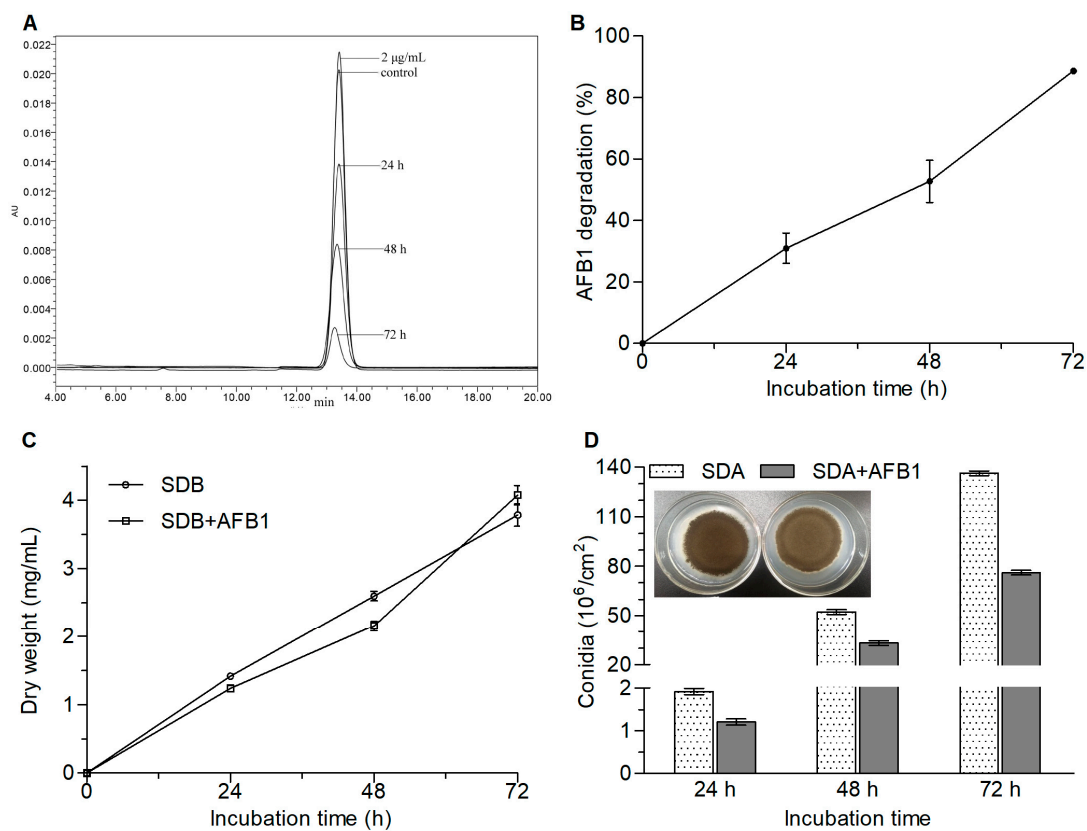 A
0.022
0.020
0.018
0.016
0.014
0.012
0.010
0.008
0.006
0.004
0.002
0.000
AU
2 μg/mL
control
24 h
48 h
72 h
4.00 6.00 8.00 10.00 12.00 14.00 16.00 18.00 20.00
min
B
100
80
60
40
20
0
AFB1 degradation (%)
0 24 48 72
Incubation time (h)
C
SDB
SDB+AFB1
4
3
2
1
0
Dry weight (mg/mL)
0 24 48 72
Incubation time (h)
D
SDA SDA+AFB1
140
110
80
50
20
2
1
0
Conidia (10⁶/cm²)
24 h 48 h 72 h
Incubation time